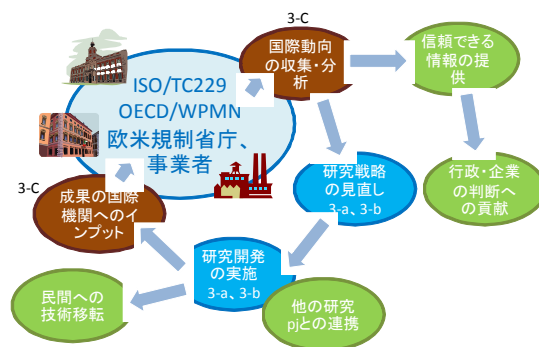 3-C
国際動向
の収集・分
析
信頼できる
情報の提
供
ISO/TC229
OECD/WPMN
欧米規制省庁、
事業者
3-C
成果の国際
機関へのイ
ンプット
研究戦略
の見直し
3-a、3-b
行政・企業
の判断への
貢献
研究開発
の実施
3-a、3-b
民間への
技術移転
他の研究
pjとの連携